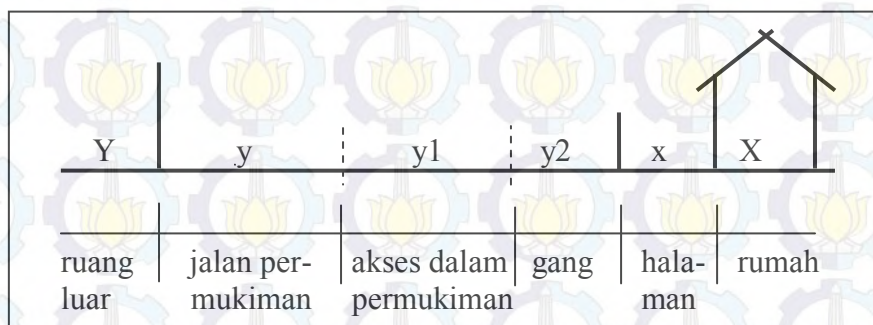 Y y y1 y2 x X
ruang jalan per- akses dalam gang hala- rumah
luar mukiman permukiman man